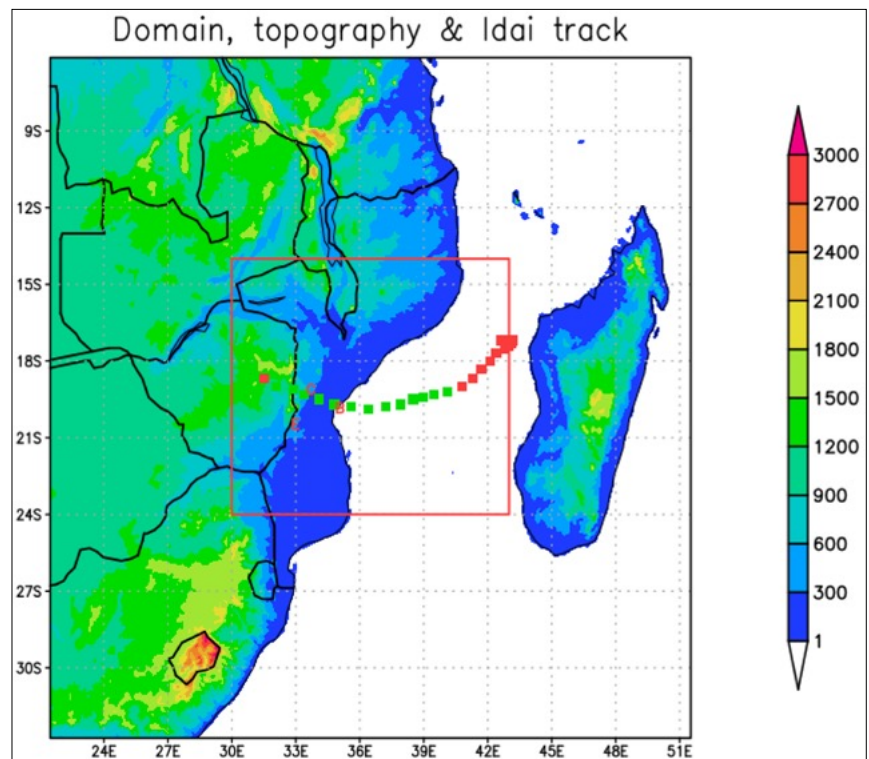 Domain, topography & Idai track
9S
12S
15S
18S
21S
24S
27S
30S
24E
27E
30E
33E
36E
39E
42E
45E
48E
51E
3000
2700
2400
2100
1800
1500
1200
900
600
300
1